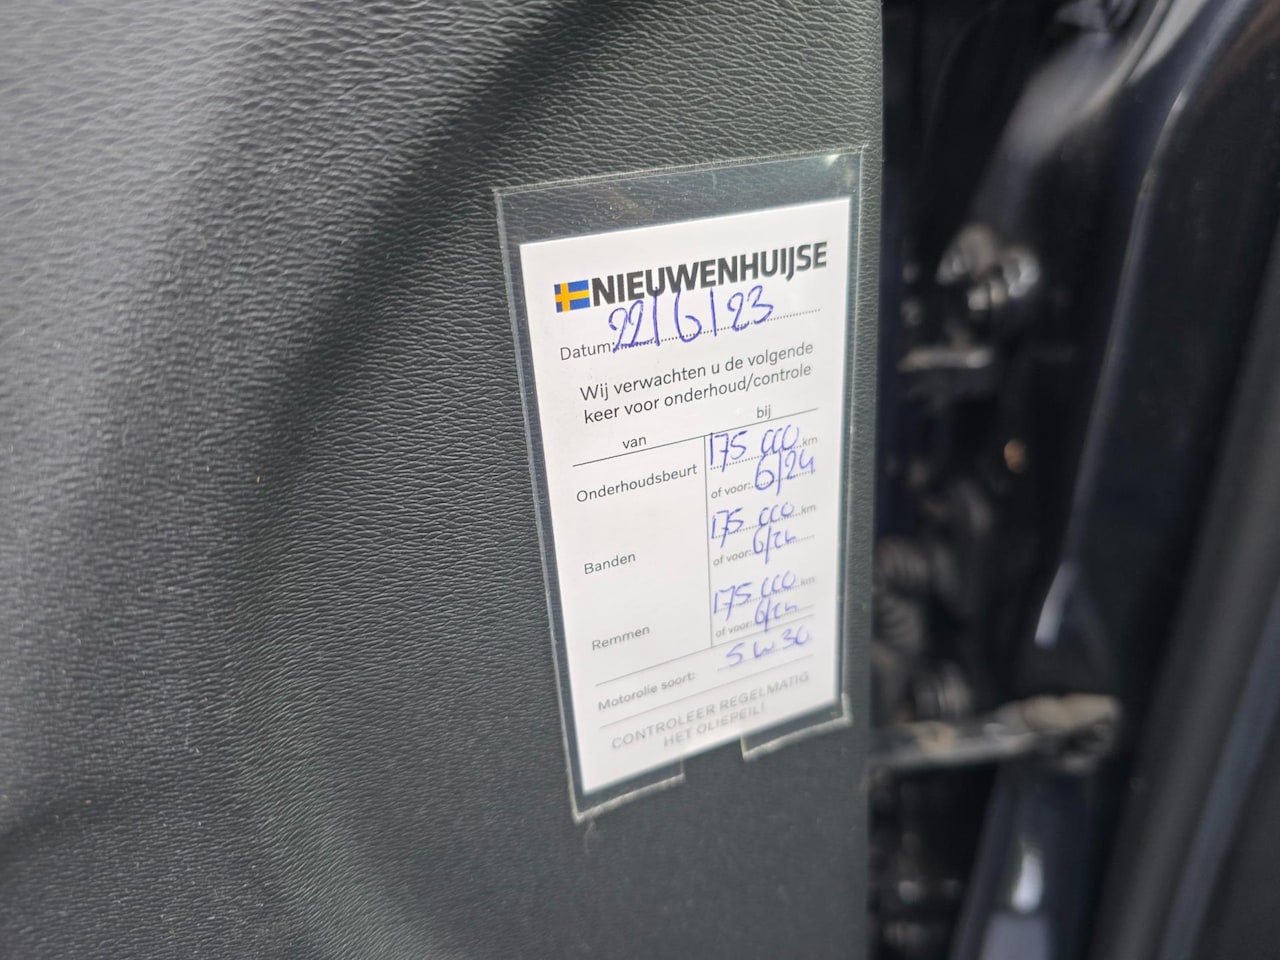 NIEUWENHUIJSE
Datum: 22/6/23
Wij verwachten u de volgende
keer voor onderhoud/controle
van bij
Onderhoudsbeurt 175 000 km
of voor: 6/24
Banden 175 000 km
of voor: 6/24
Remmen 175 000 km
of voor: 6/24
Motorolie soort: 5W30
CONTROLEER REGELMATIG
HET OLIEPEIL!